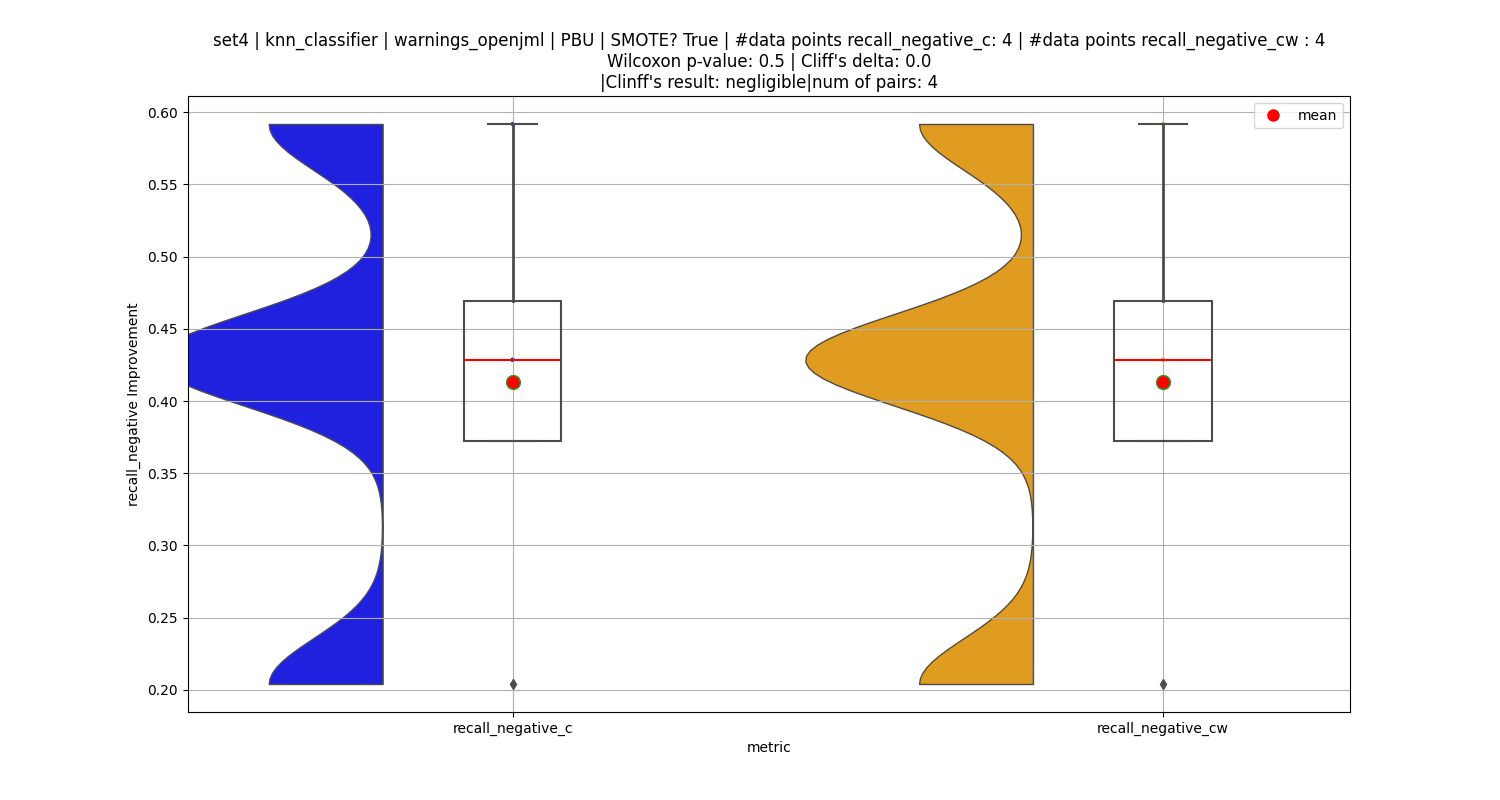 set4 | knn_classifier | warnings_openjml | PBU | SMOTE? True | #data points recall_negative_c: 4 | #data points recall_negative_cw : 4
Wilcoxon p-value: 0.5 | Cliff's delta: 0.0
|Clinff's result: negligible|num of pairs: 4
mean
0.60
0.55
0.50
0.45
0.40
0.35
0.30
0.25
0.20
recall_negative Improvement
recall_negative_c
recall_negative_cw
metric